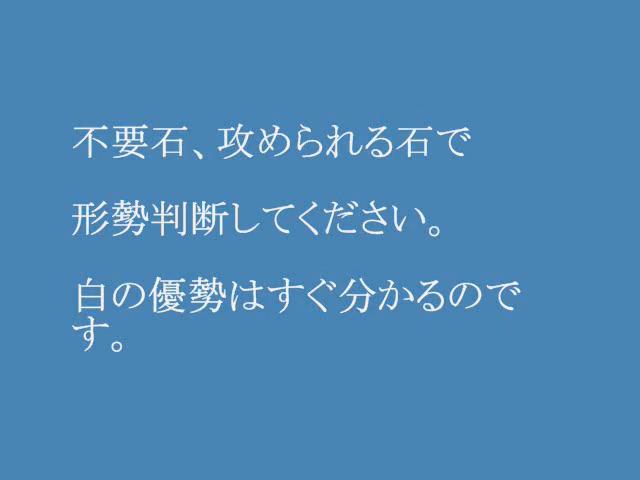 不要石、攻められる石で
形勢判断してください。
白の優勢はすぐ分かるので
す。